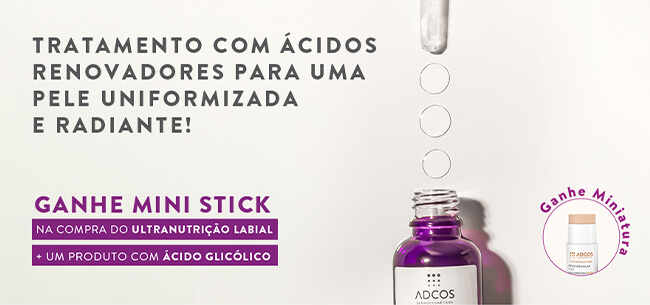 TRATAMENTO COM ÁCIDOS
RENOVADORES PARA UMA
PELE UNIFORMIZADA
E RADIANTE!
GANHE MINI STICK
NA COMPRA DO ULTRANUTRIÇÃO LABIAL
+ UM PRODUTO COM ÁCIDO GLICÓLICO
ADCOS
Ganhe Miniatura
ADCOS